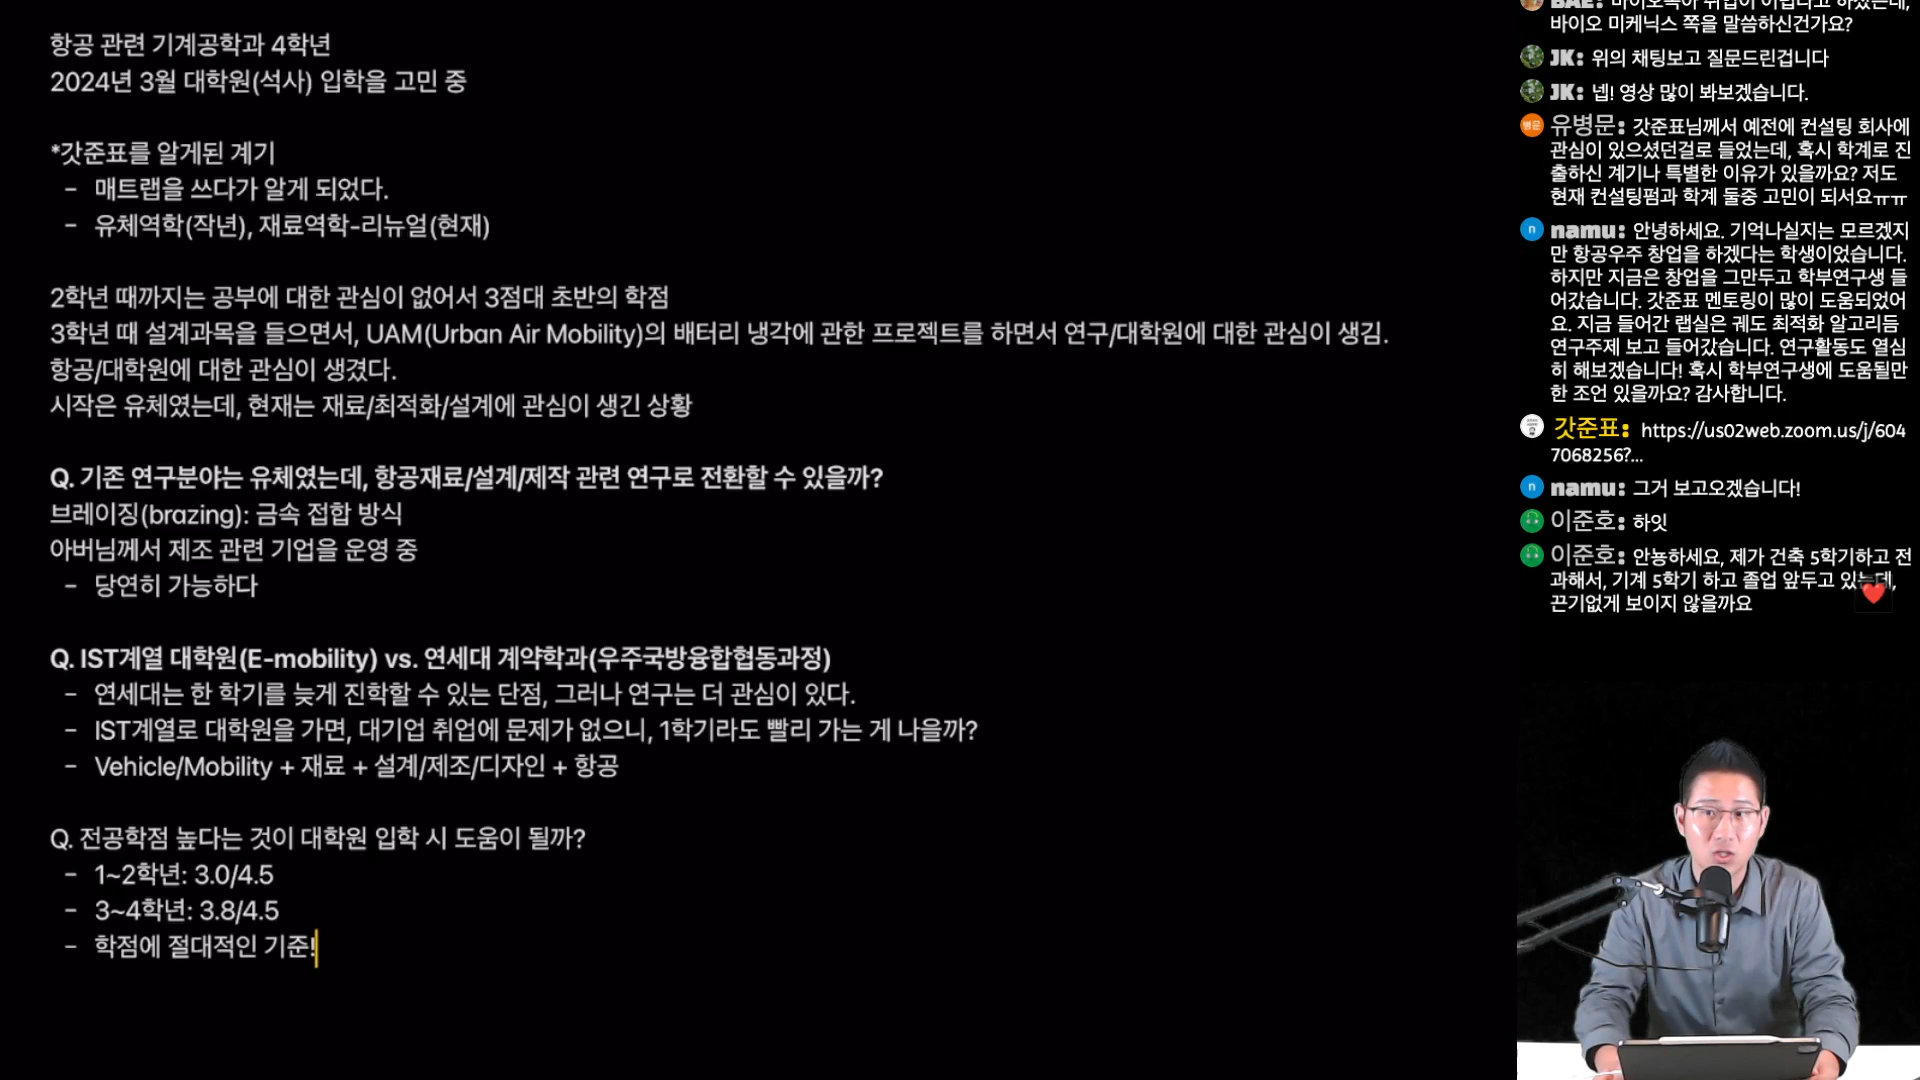 항공 관련 기계공학과 4학년
2024년 3월 대학원(석사) 입학을 고민 중
*갓준표를 알게된 계기
- 매트랩을 쓰다가 알게 되었다.
- 유체역학(작년), 재료역학-리뉴얼(현재)
2학년 때까지는 공부에 대한 관심이 없어서 3점대 초반의 학점
3학년 때 설계과목을 들으면서, UAM(Urban Air Mobility)의 배터리 냉각에 관한 프로젝트를 하면서 연구/대학원에 대한 관심이 생김.
항공/대학원에 대한 관심이 생겼다.
시작은 유체였는데, 현재는 재료/최적화/설계에 관심이 생긴 상황
Q. 기존 연구분야는 유체였는데, 항공재료/설계/제작 관련 연구로 전환할 수 있을까?
브레이징(brazing): 금속 접합 방식
아버님께서 제조 관련 기업을 운영 중
- 당연히 가능하다
Q. IST계열 대학원(E-mobility) vs. 연세대 계약학과(우주국방융합협동과정)
- 연세대는 한 학기를 늦게 진학할 수 있는 단점, 그러나 연구는 더 관심이 있다.
- IST계열로 대학원을 가면, 대기업 취업에 문제가 없으니, 1학기라도 빨리 가는 게 나을까?
- Vehicle/Mobility + 재료 + 설계/제조/디자인 + 항공
Q. 전공학점 높다는 것이 대학원 입학 시 도움이 될까?
- 1~2학년: 3.0/4.5
- 3~4학년: 3.8/4.5
- 학점에 절대적인 기준!
BAE:
바이오 미케닉스 쪽을 말씀하신건가요?
JK: 위의 채팅보고 질문드린겁니다
JK: 넵! 영상 많이 봐보겠습니다.
병문 유병문: 갓준표님께서 예전에 컨설팅 회사에
관심이 있으셨던걸로 들었는데, 혹시 학계로 진
출하신 계기나 특별한 이유가 있을까요? 저도
현재 컨설팅펌과 학계 둘중 고민이 되서요ㅠㅠ
n namu: 안녕하세요. 기억나실지는 모르겠지
만 항공우주 창업을 하겠다는 학생이었습니다.
하지만 지금은 창업을 그만두고 학부연구생 들
어갔습니다. 갓준표 멘토링이 많이 도움되었어
요. 지금 들어간 랩실은 궤도 최적화 알고리듬
연구주제 보고 들어갔습니다. 연구활동도 열심
히 해보겠습니다! 혹시 학부연구생에 도움될만
한 조언 있을까요? 감사합니다.
갓준표: https://us02web.zoom.us/j/604
7068256?...
n namu: 그거 보고오겠습니다!
이준호: 하잇
이준호: 안뇽하세요, 제가 건축 5학기하고 전
과해서, 기계 5학기 하고 졸업 앞두고 있는데,
끈기없게 보이지 않을까요